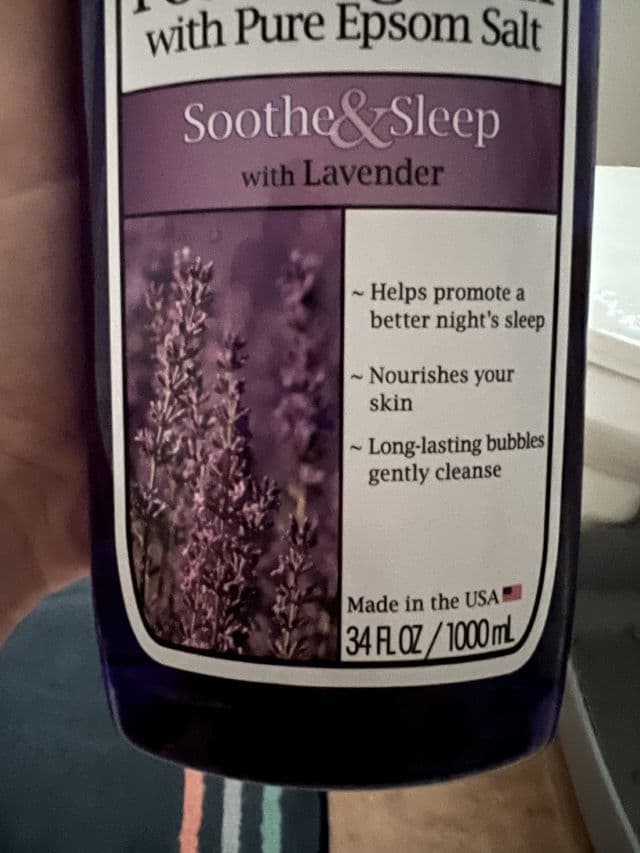 with Pure Epsom Salt
Soothe&Sleep
with Lavender
~ Helps promote a
better night's sleep
~ Nourishes your
skin
~ Long-lasting bubbles
gently cleanse
Made in the USA
34 FL OZ / 1000 mL